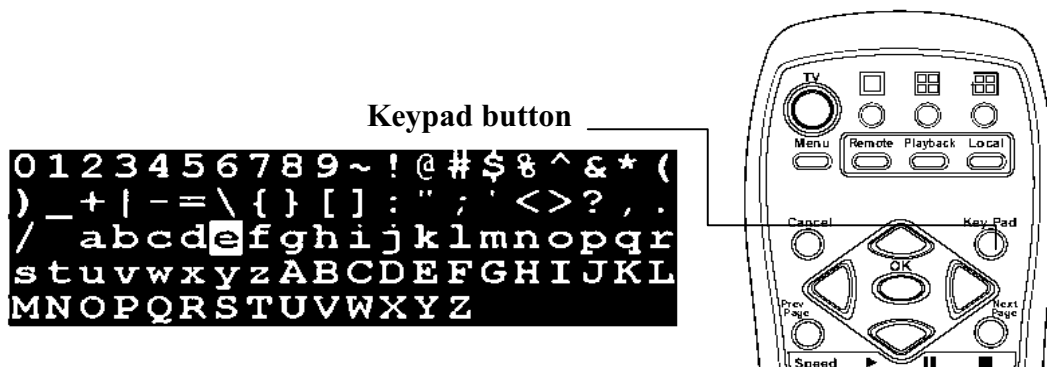 Keypad button
0123456789~!@#$%^&*(
)_+|-=\{}[]:";'<>?,.
/ abcdefghijklmnopqr
stuvwxyzABCDEFGHIJKL
MNOPQRSTUVWXYZ
TV
Menu Remote Playback Local
Cancel Key Pad
OK
Prev Page
Next Page
Speed